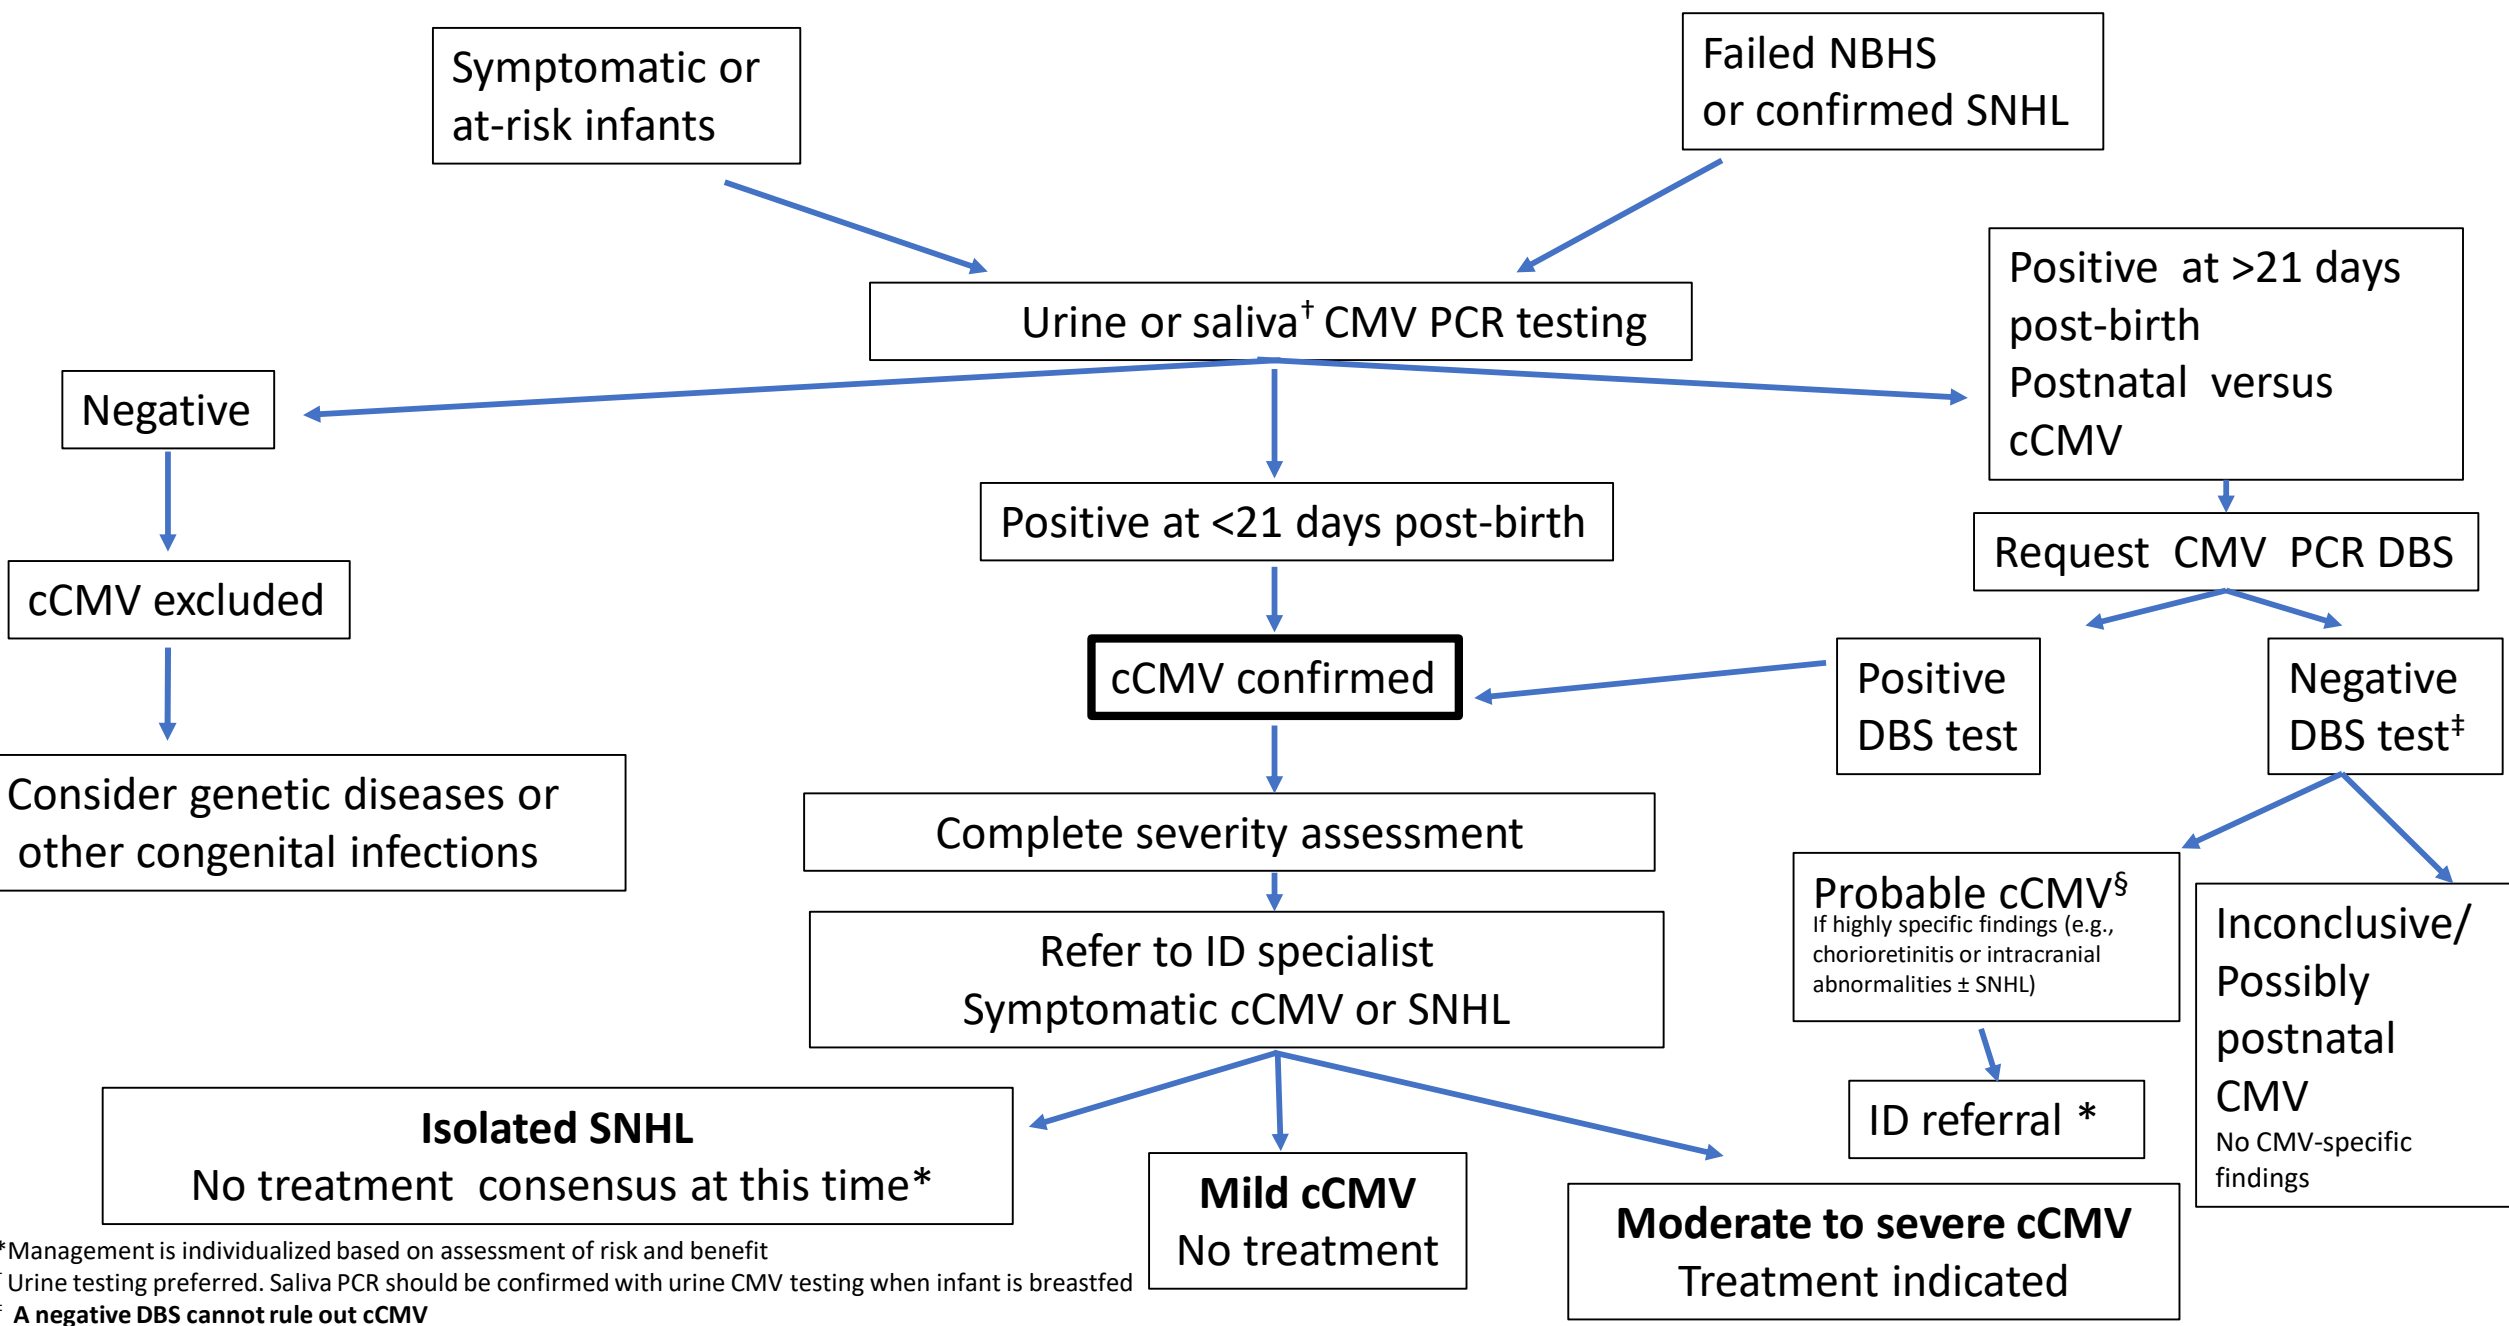 Symptomatic or
at-risk infants
Failed NBHS
or confirmed SNHL
Urine or saliva† CMV PCR testing
Positive at >21 days
post-birth
Postnatal versus
cCMV
Negative
Positive at <21 days post-birth
Request CMV PCR DBS
cCMV excluded
cCMV confirmed
Positive
DBS test
Negative
DBS test‡
Consider genetic diseases or
other congenital infections
Complete severity assessment
Probable cCMV§
If highly specific findings (e.g.,
chorioretinitis or intracranial
abnormalities ± SNHL)
Inconclusive/
Possibly
postnatal
CMV
No CMV-specific
findings
Refer to ID specialist
Symptomatic cCMV or SNHL
ID referral *
Isolated SNHL
No treatment consensus at this time*
Mild cCMV
No treatment
Moderate to severe cCMV
Treatment indicated
*Management is individualized based on assessment of risk and benefit
† Urine testing preferred. Saliva PCR should be confirmed with urine CMV testing when infant is breastfed
‡ A negative DBS cannot rule out cCMV